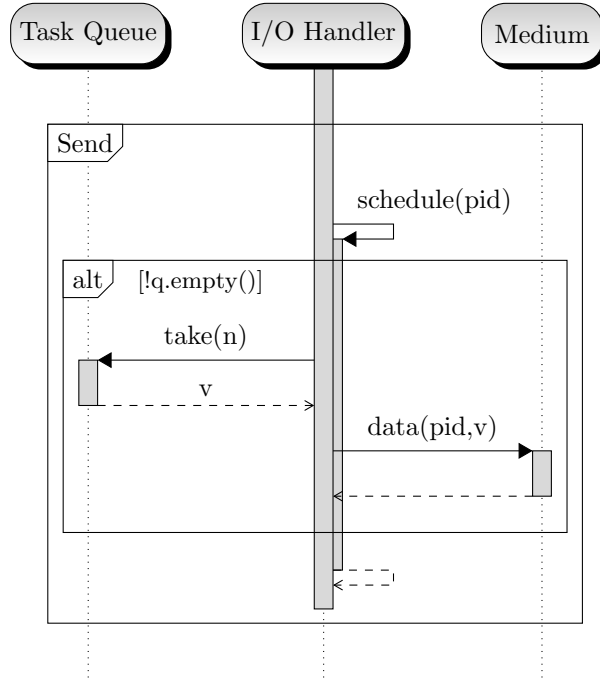 Task Queue
I/O Handler
Medium
Send
schedule(pid)
alt
[!q.empty()]
take(n)
v
data(pid,v)